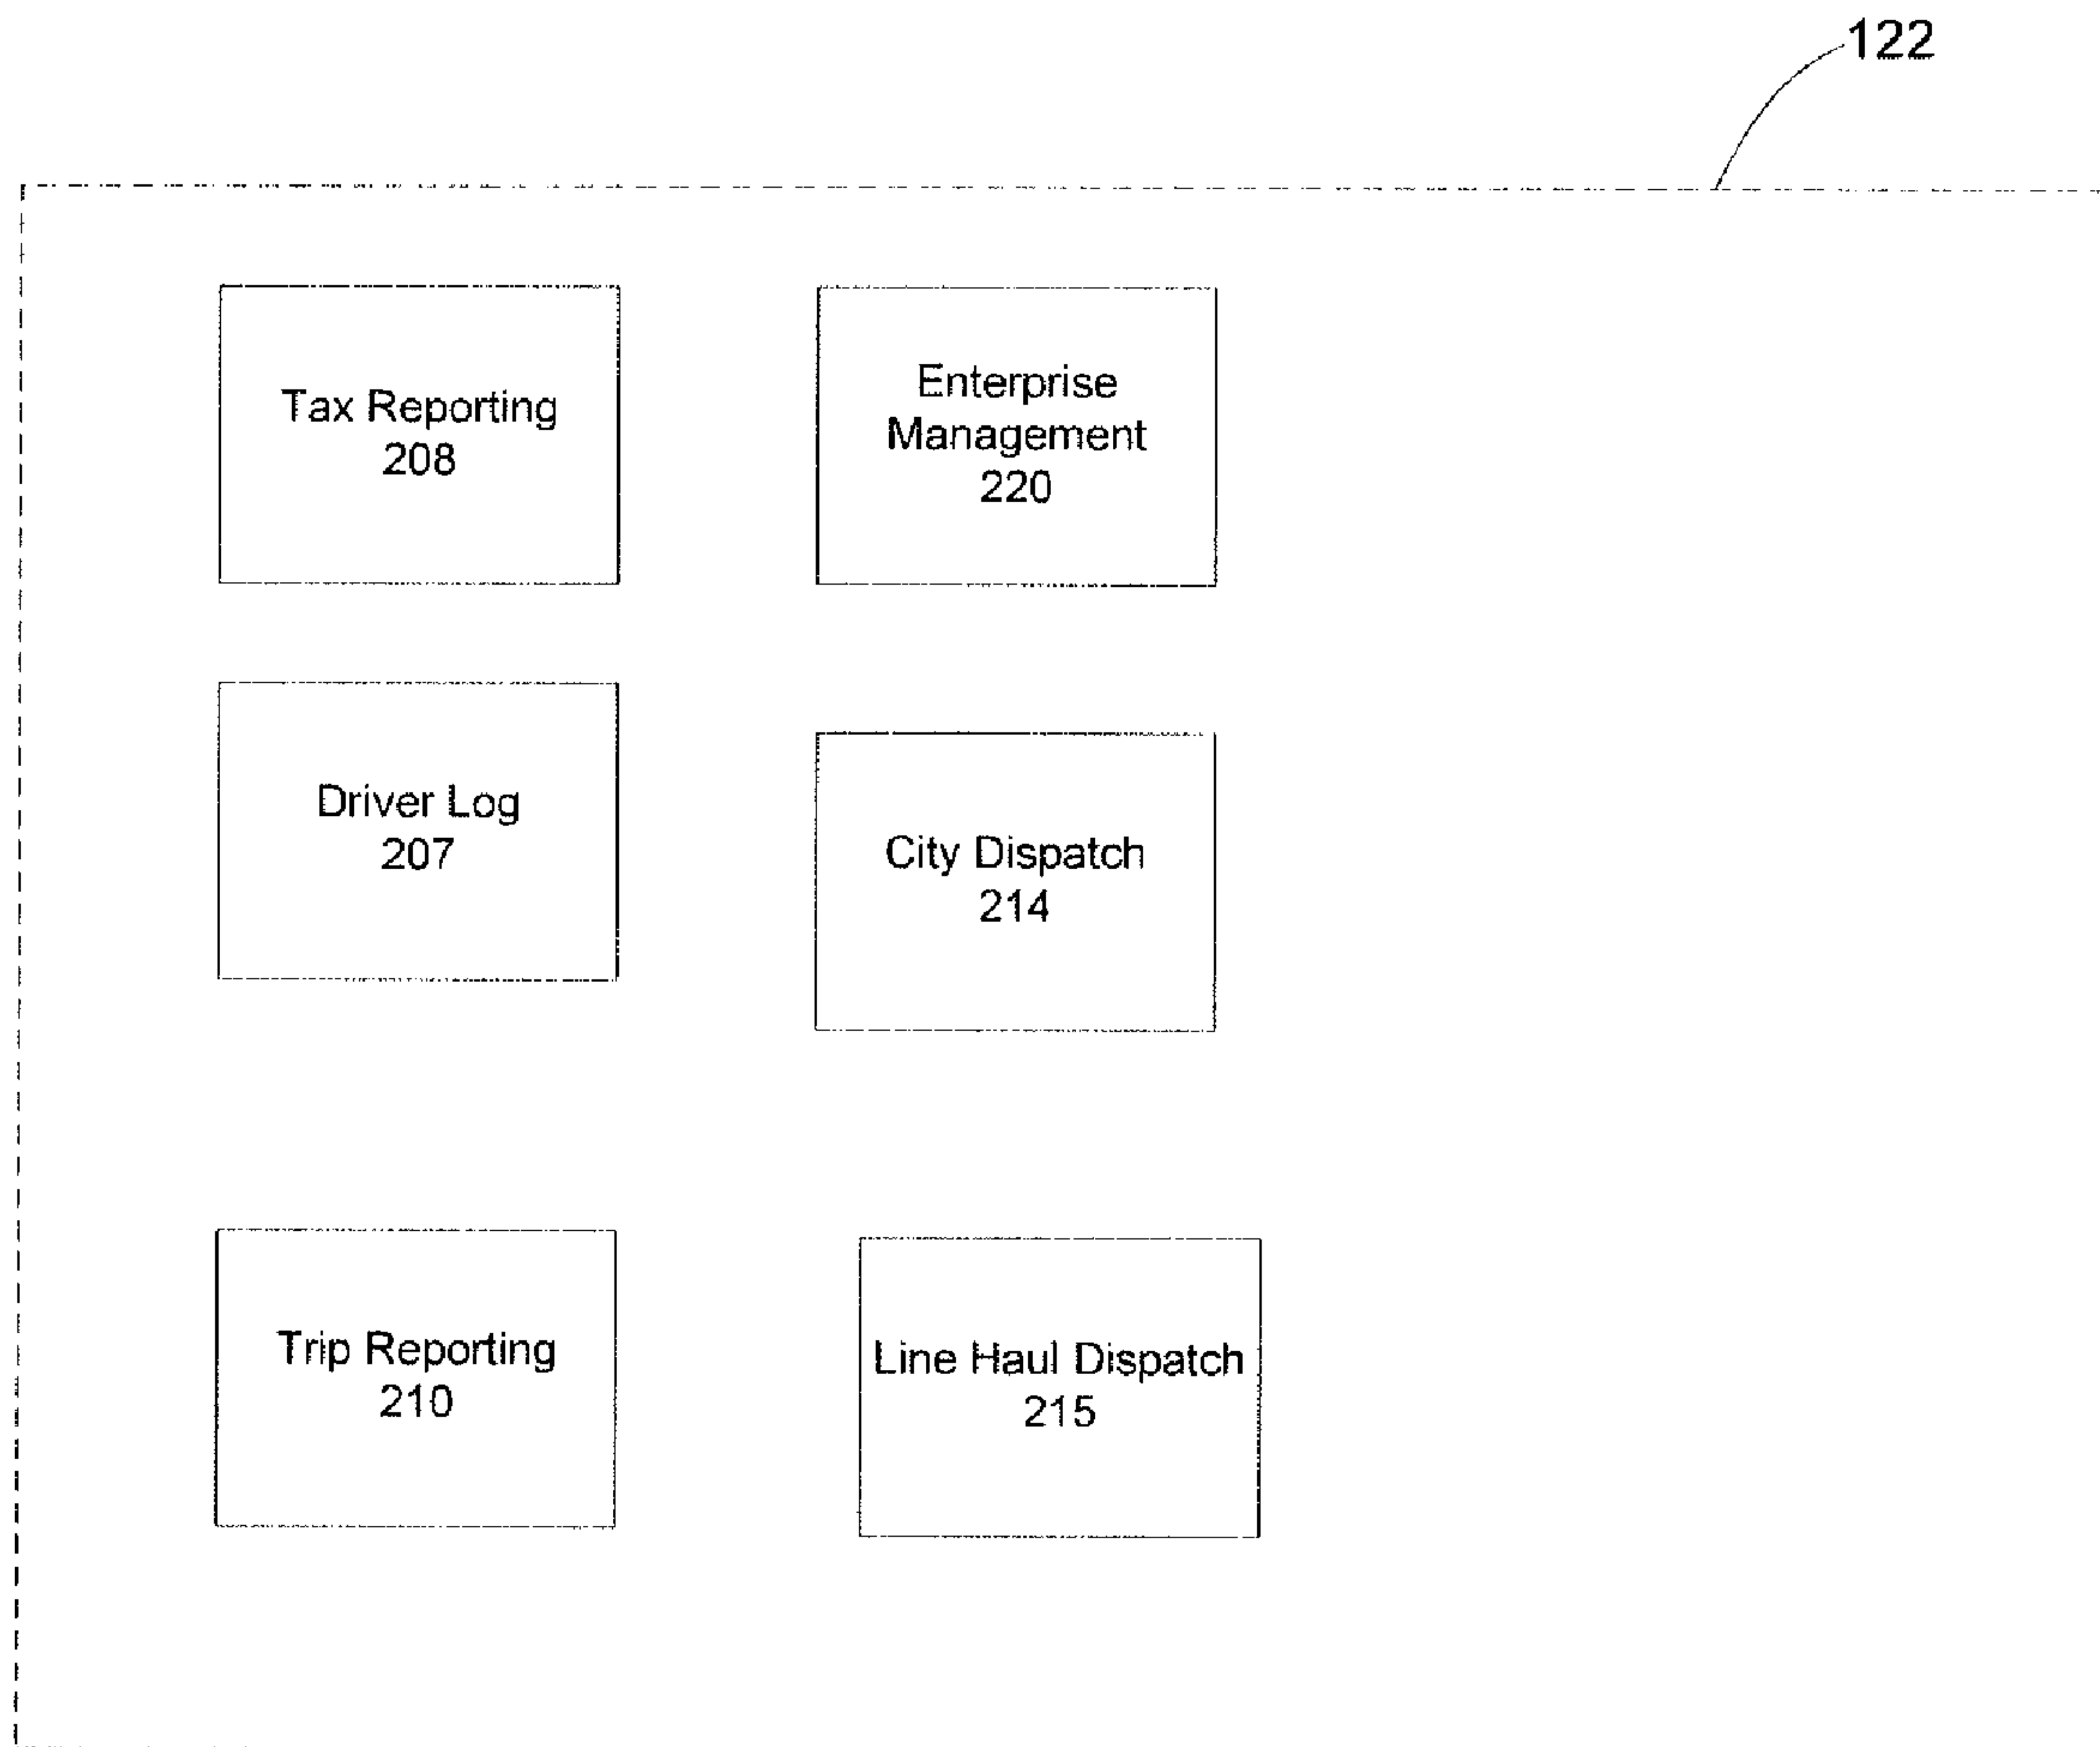 122
Tax Reporting
208
Enterprise
Management
220
Driver Log
207
City Dispatch
214
Trip Reporting
210
Line Haul Dispatch
215